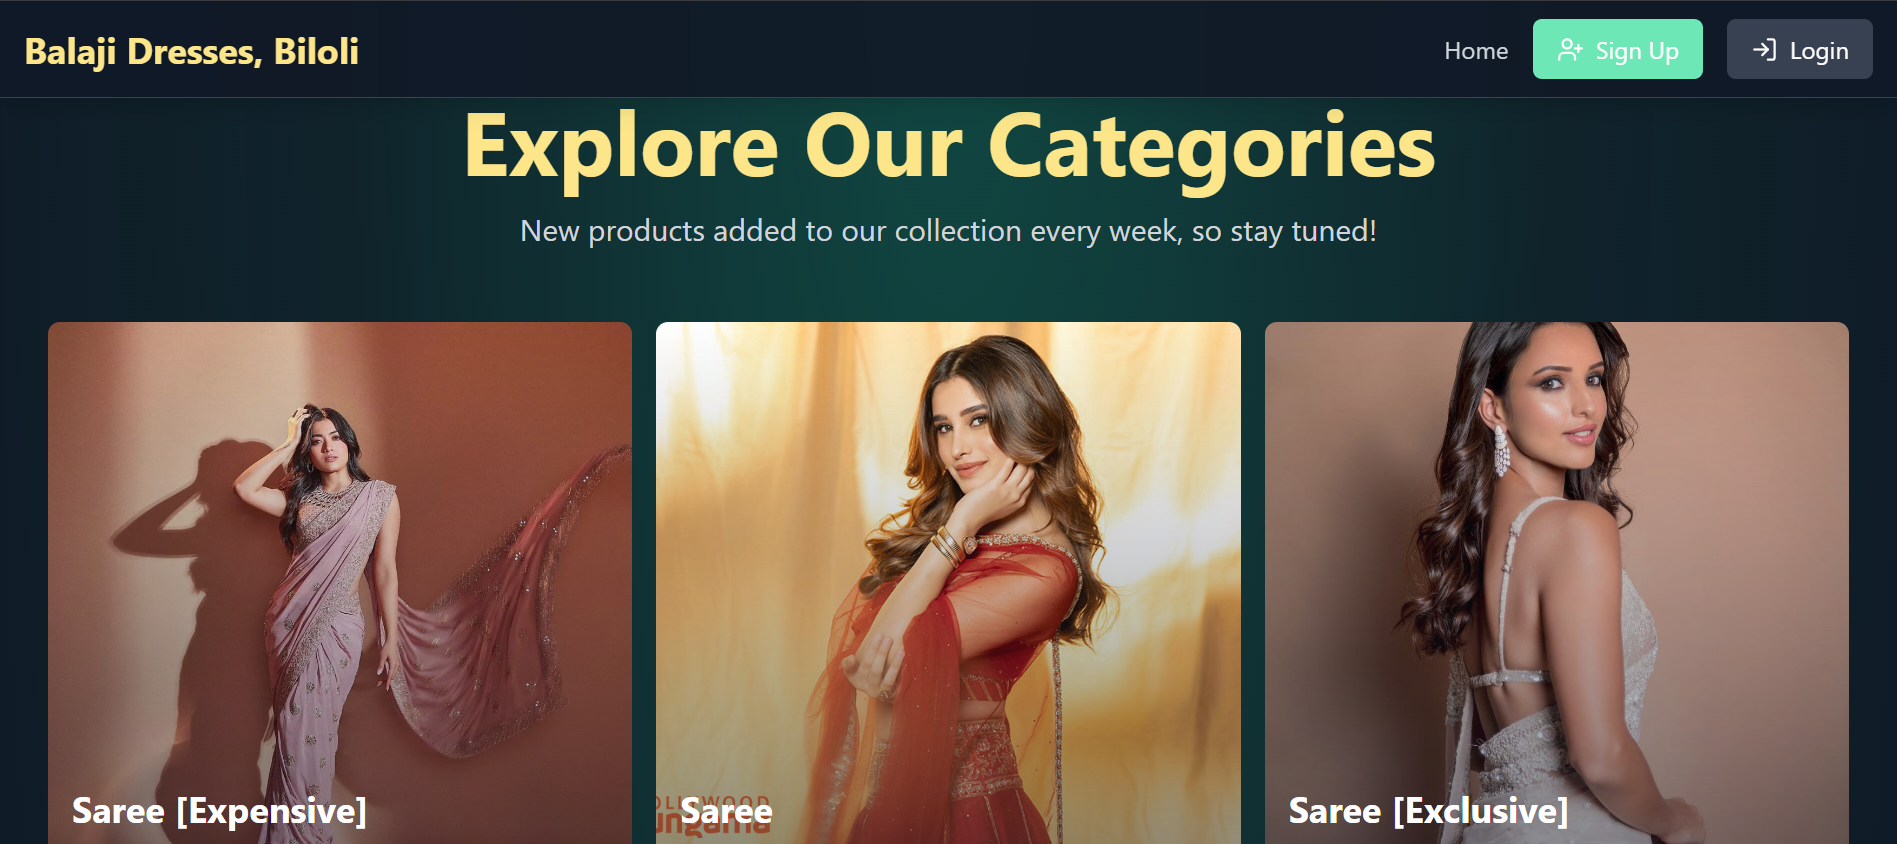 Balaji Dresses, Biloli
Home
Sign Up
Login
Explore Our Categories
New products added to our collection every week, so stay tuned!
Saree [Expensive]
Saree
Saree [Exclusive]